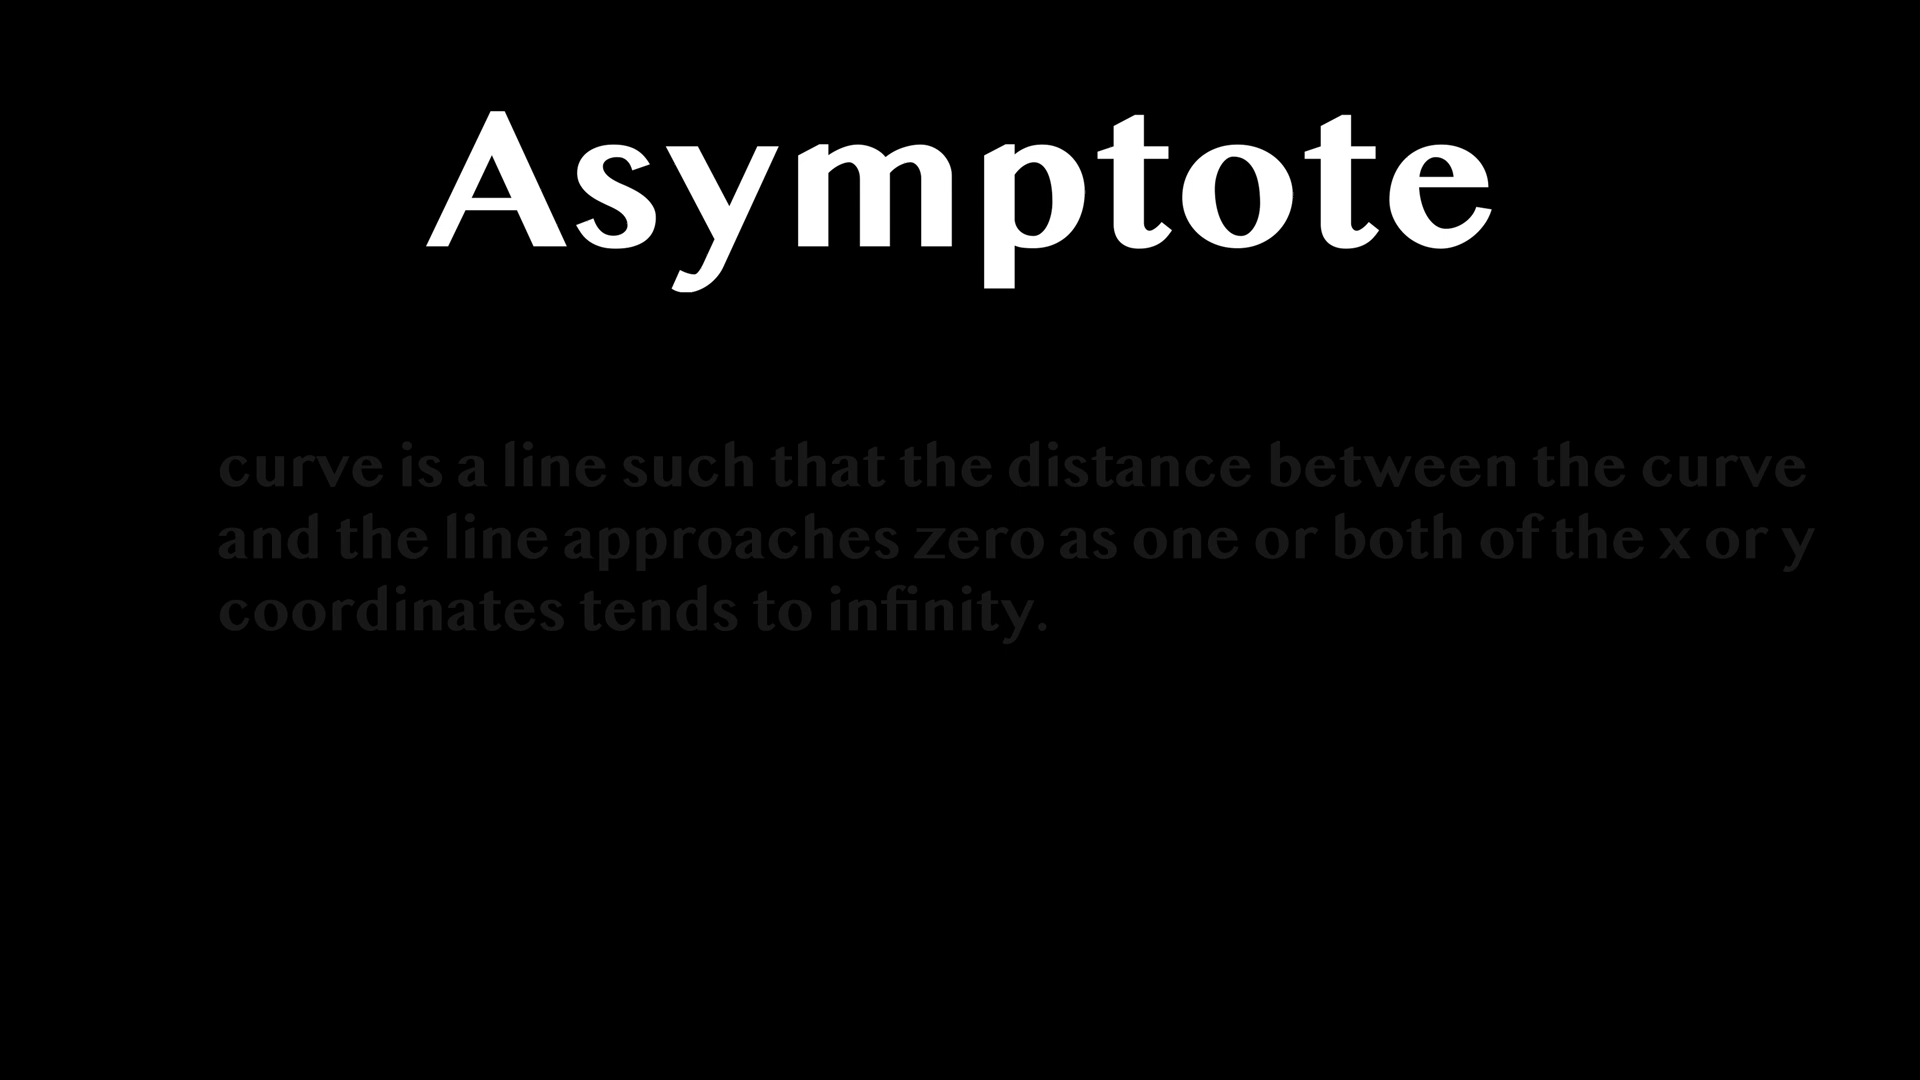 Asymptote
curve is a line such that the distance between the curve
and the line approaches zero as one or both of the x or y
coordinates tends to infinity.